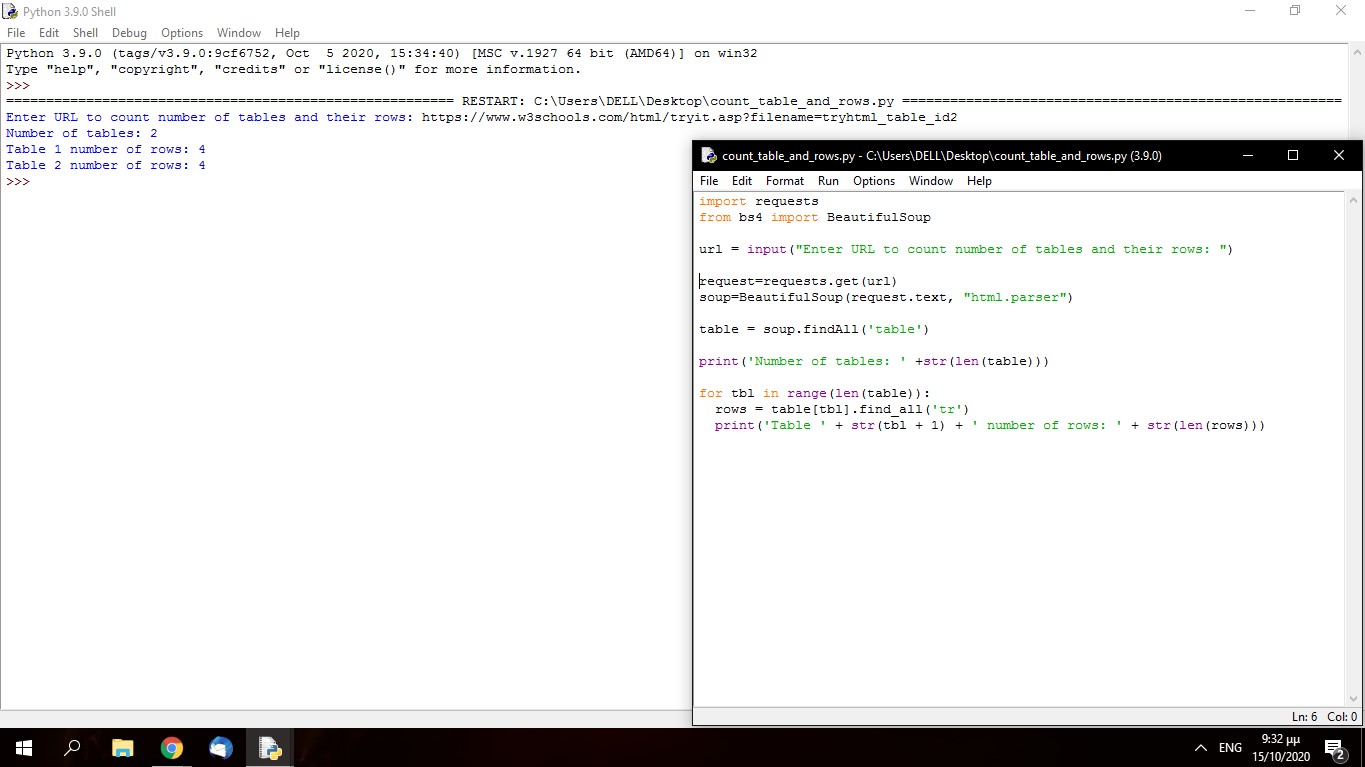 Python 3.9.0 Shell
File Edit Shell Debug Options Window Help
Python 3.9.0 (tags/v3.9.0:9cf6752, Oct  5 2020, 15:34:40) [MSC v.1927 64 bit (AMD64)] on win32
Type "help", "copyright", "credits" or "license()" for more information.
>>>
======================================================== RESTART: C:\Users\DELL\Desktop\count_table_and_rows.py =======================================================
Enter URL to count number of tables and their rows: https://www.w3schools.com/html/tryit.asp?filename=tryhtml_table_id2
Number of tables: 2
Table 1 number of rows: 4
Table 2 number of rows: 4
>>>
count_table_and_rows.py - C:\Users\DELL\Desktop\count_table_and_rows.py (3.9.0)
File Edit Format Run Options Window Help
import requests
from bs4 import BeautifulSoup
url = input("Enter URL to count number of tables and their rows: ")
request=requests.get(url)
soup=BeautifulSoup(request.text, "html.parser")
table = soup.findAll('table')
print('Number of tables: ' +str(len(table)))
for tbl in range(len(table)):
  rows = table[tbl].find_all('tr')
  print('Table ' + str(tbl + 1) + ' number of rows: ' + str(len(rows)))
Ln: 6 Col: 0
ENG
9:32 μμ
15/10/2020
2